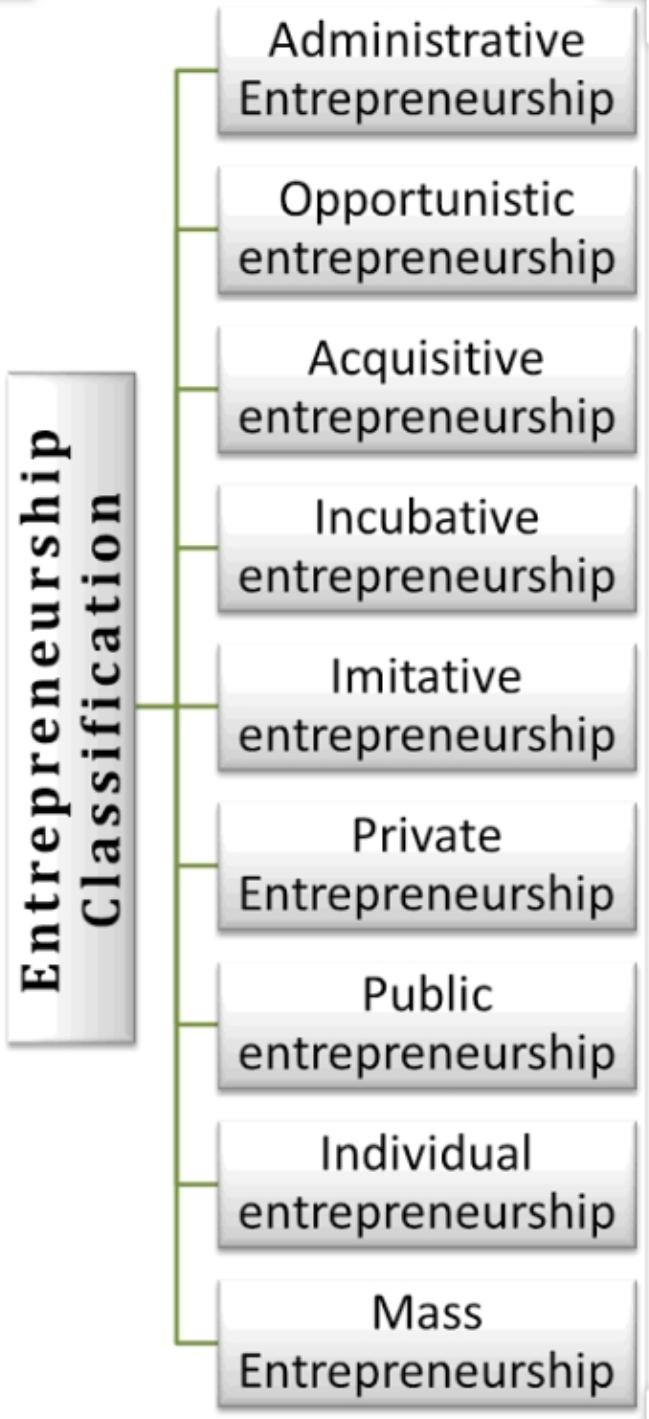 Entrepreneurship
Classification
Administrative
Entrepreneurship
Opportunistic
entrepreneurship
Acquisitive
entrepreneurship
Incubative
entrepreneurship
Imitative
entrepreneurship
Private
Entrepreneurship
Public
entrepreneurship
Individual
entrepreneurship
Mass
Entrepreneurship